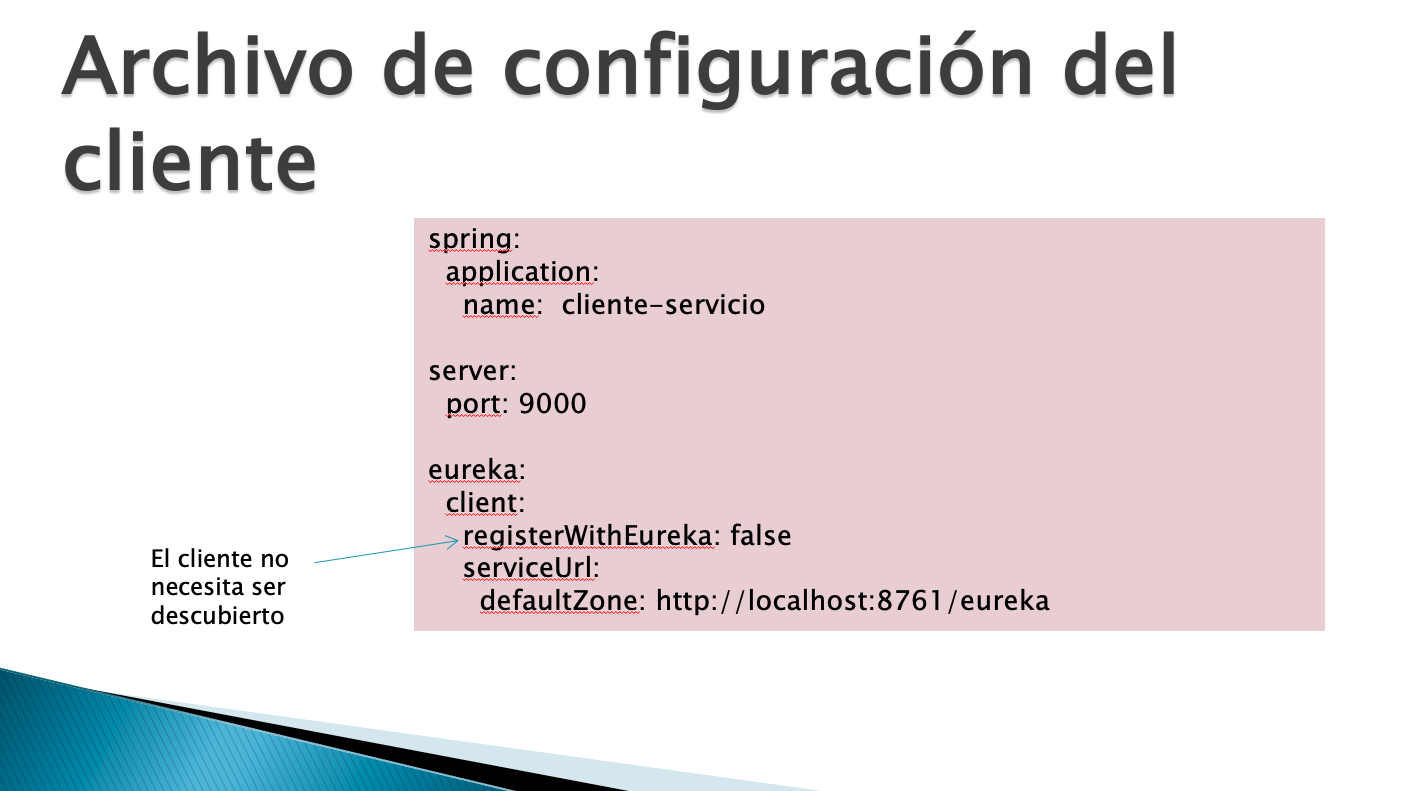 Archivo de configuración del
cliente
spring:
application:
name:  cliente-servicio
server:
port: 9000
eureka:
client:
registerWithEureka: false
serviceUrl:
defaultZone: http://localhost:8761/eureka
El cliente no
necesita ser
descubierto